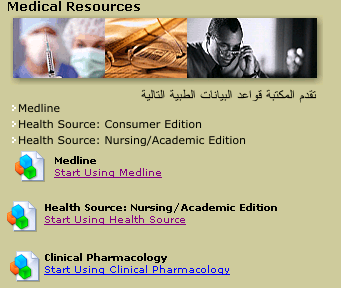 Medical Resources
تقدم المكتبة قواعد البيانات الطبية التالية
Medline
Health Source: Consumer Edition
Health Source: Nursing/Academic Edition
Medline
Start Using Medline
Health Source: Nursing/Academic Edition
Start Using Health Source
Clinical Pharmacology
Start Using Clinical Pharmacology